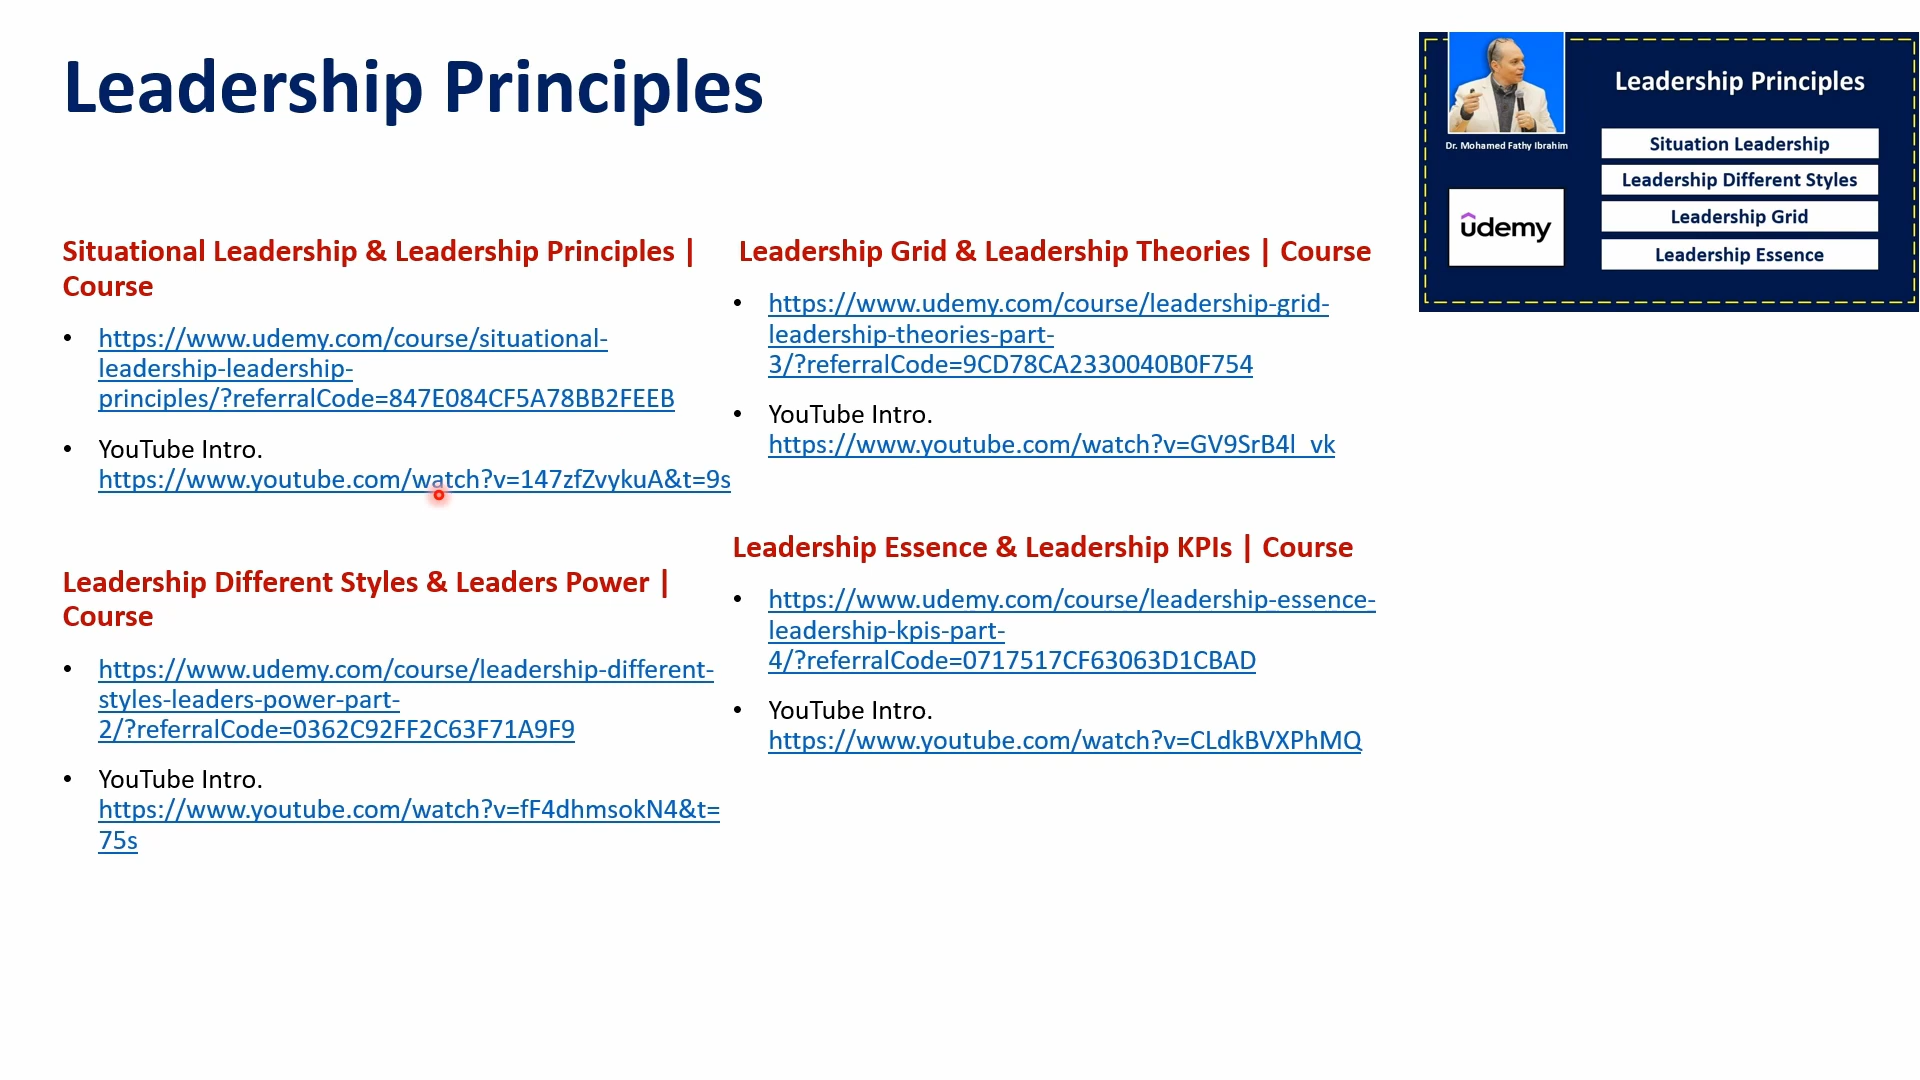 Leadership Principles
Situational Leadership & Leadership Principles |
Course
• https://www.udemy.com/course/situational-
leadership-leadership-
principles/?referralCode=847E084CF5A78BB2FEEB
• YouTube Intro.
https://www.youtube.com/watch?v=147zfZvykuA&t=9s
Leadership Different Styles & Leaders Power |
Course
• https://www.udemy.com/course/leadership-different-
styles-leaders-power-part-
2/?referralCode=0362C92FF2C63F71A9F9
• YouTube Intro.
https://www.youtube.com/watch?v=fF4dhmsokN4&t=
75s
Leadership Grid & Leadership Theories | Course
• https://www.udemy.com/course/leadership-grid-
leadership-theories-part-
3/?referralCode=9CD78CA2330040B0F754
• YouTube Intro.
https://www.youtube.com/watch?v=GV9SrB4l_vk
Leadership Essence & Leadership KPIs | Course
• https://www.udemy.com/course/leadership-essence-
leadership-kpis-part-
4/?referralCode=0717517CF63063D1CBAD
• YouTube Intro.
https://www.youtube.com/watch?v=CLdkBVXPhMQ
Leadership Principles
Dr. Mohamed Fathy Ibrahim
Situation Leadership
Leadership Different Styles
Leadership Grid
Leadership Essence
udemy